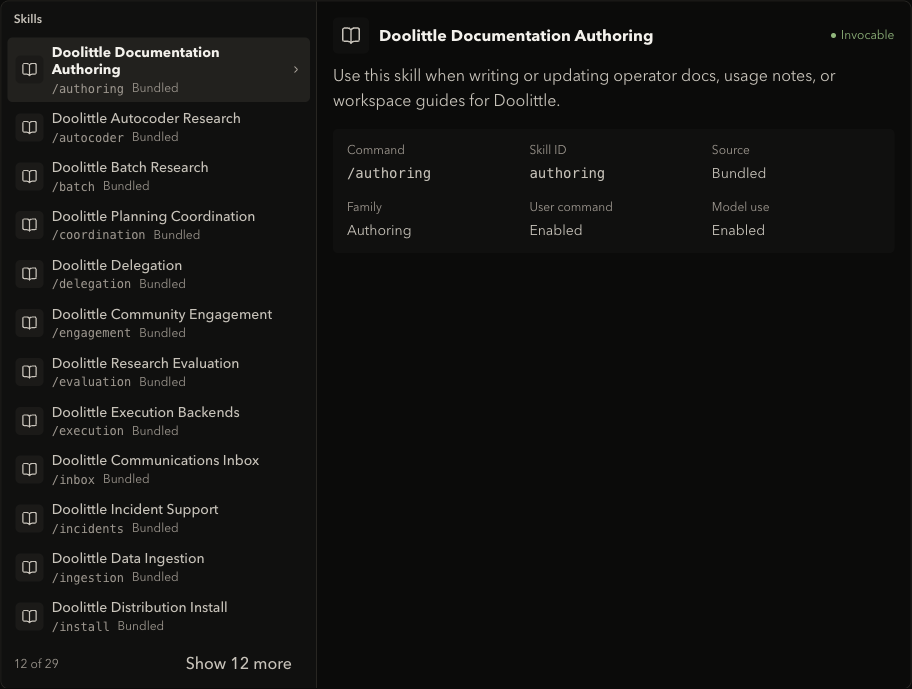 Skills
Doolittle Documentation
Authoring
/authoring Bundled
Doolittle Autocoder Research
/autocoder Bundled
Doolittle Batch Research
/batch Bundled
Doolittle Planning Coordination
/coordination Bundled
Doolittle Delegation
/delegation Bundled
Doolittle Community Engagement
/engagement Bundled
Doolittle Research Evaluation
/evaluation Bundled
Doolittle Execution Backends
/execution Bundled
Doolittle Communications Inbox
/inbox Bundled
Doolittle Incident Support
/incidents Bundled
Doolittle Data Ingestion
/ingestion Bundled
Doolittle Distribution Install
/install Bundled
12 of 29 Show 12 more
Doolittle Documentation Authoring
Invocable
Use this skill when writing or updating operator docs, usage notes, or
workspace guides for Doolittle.
Command Skill ID Source
/authoring authoring Bundled
Family User command Model use
Authoring Enabled Enabled